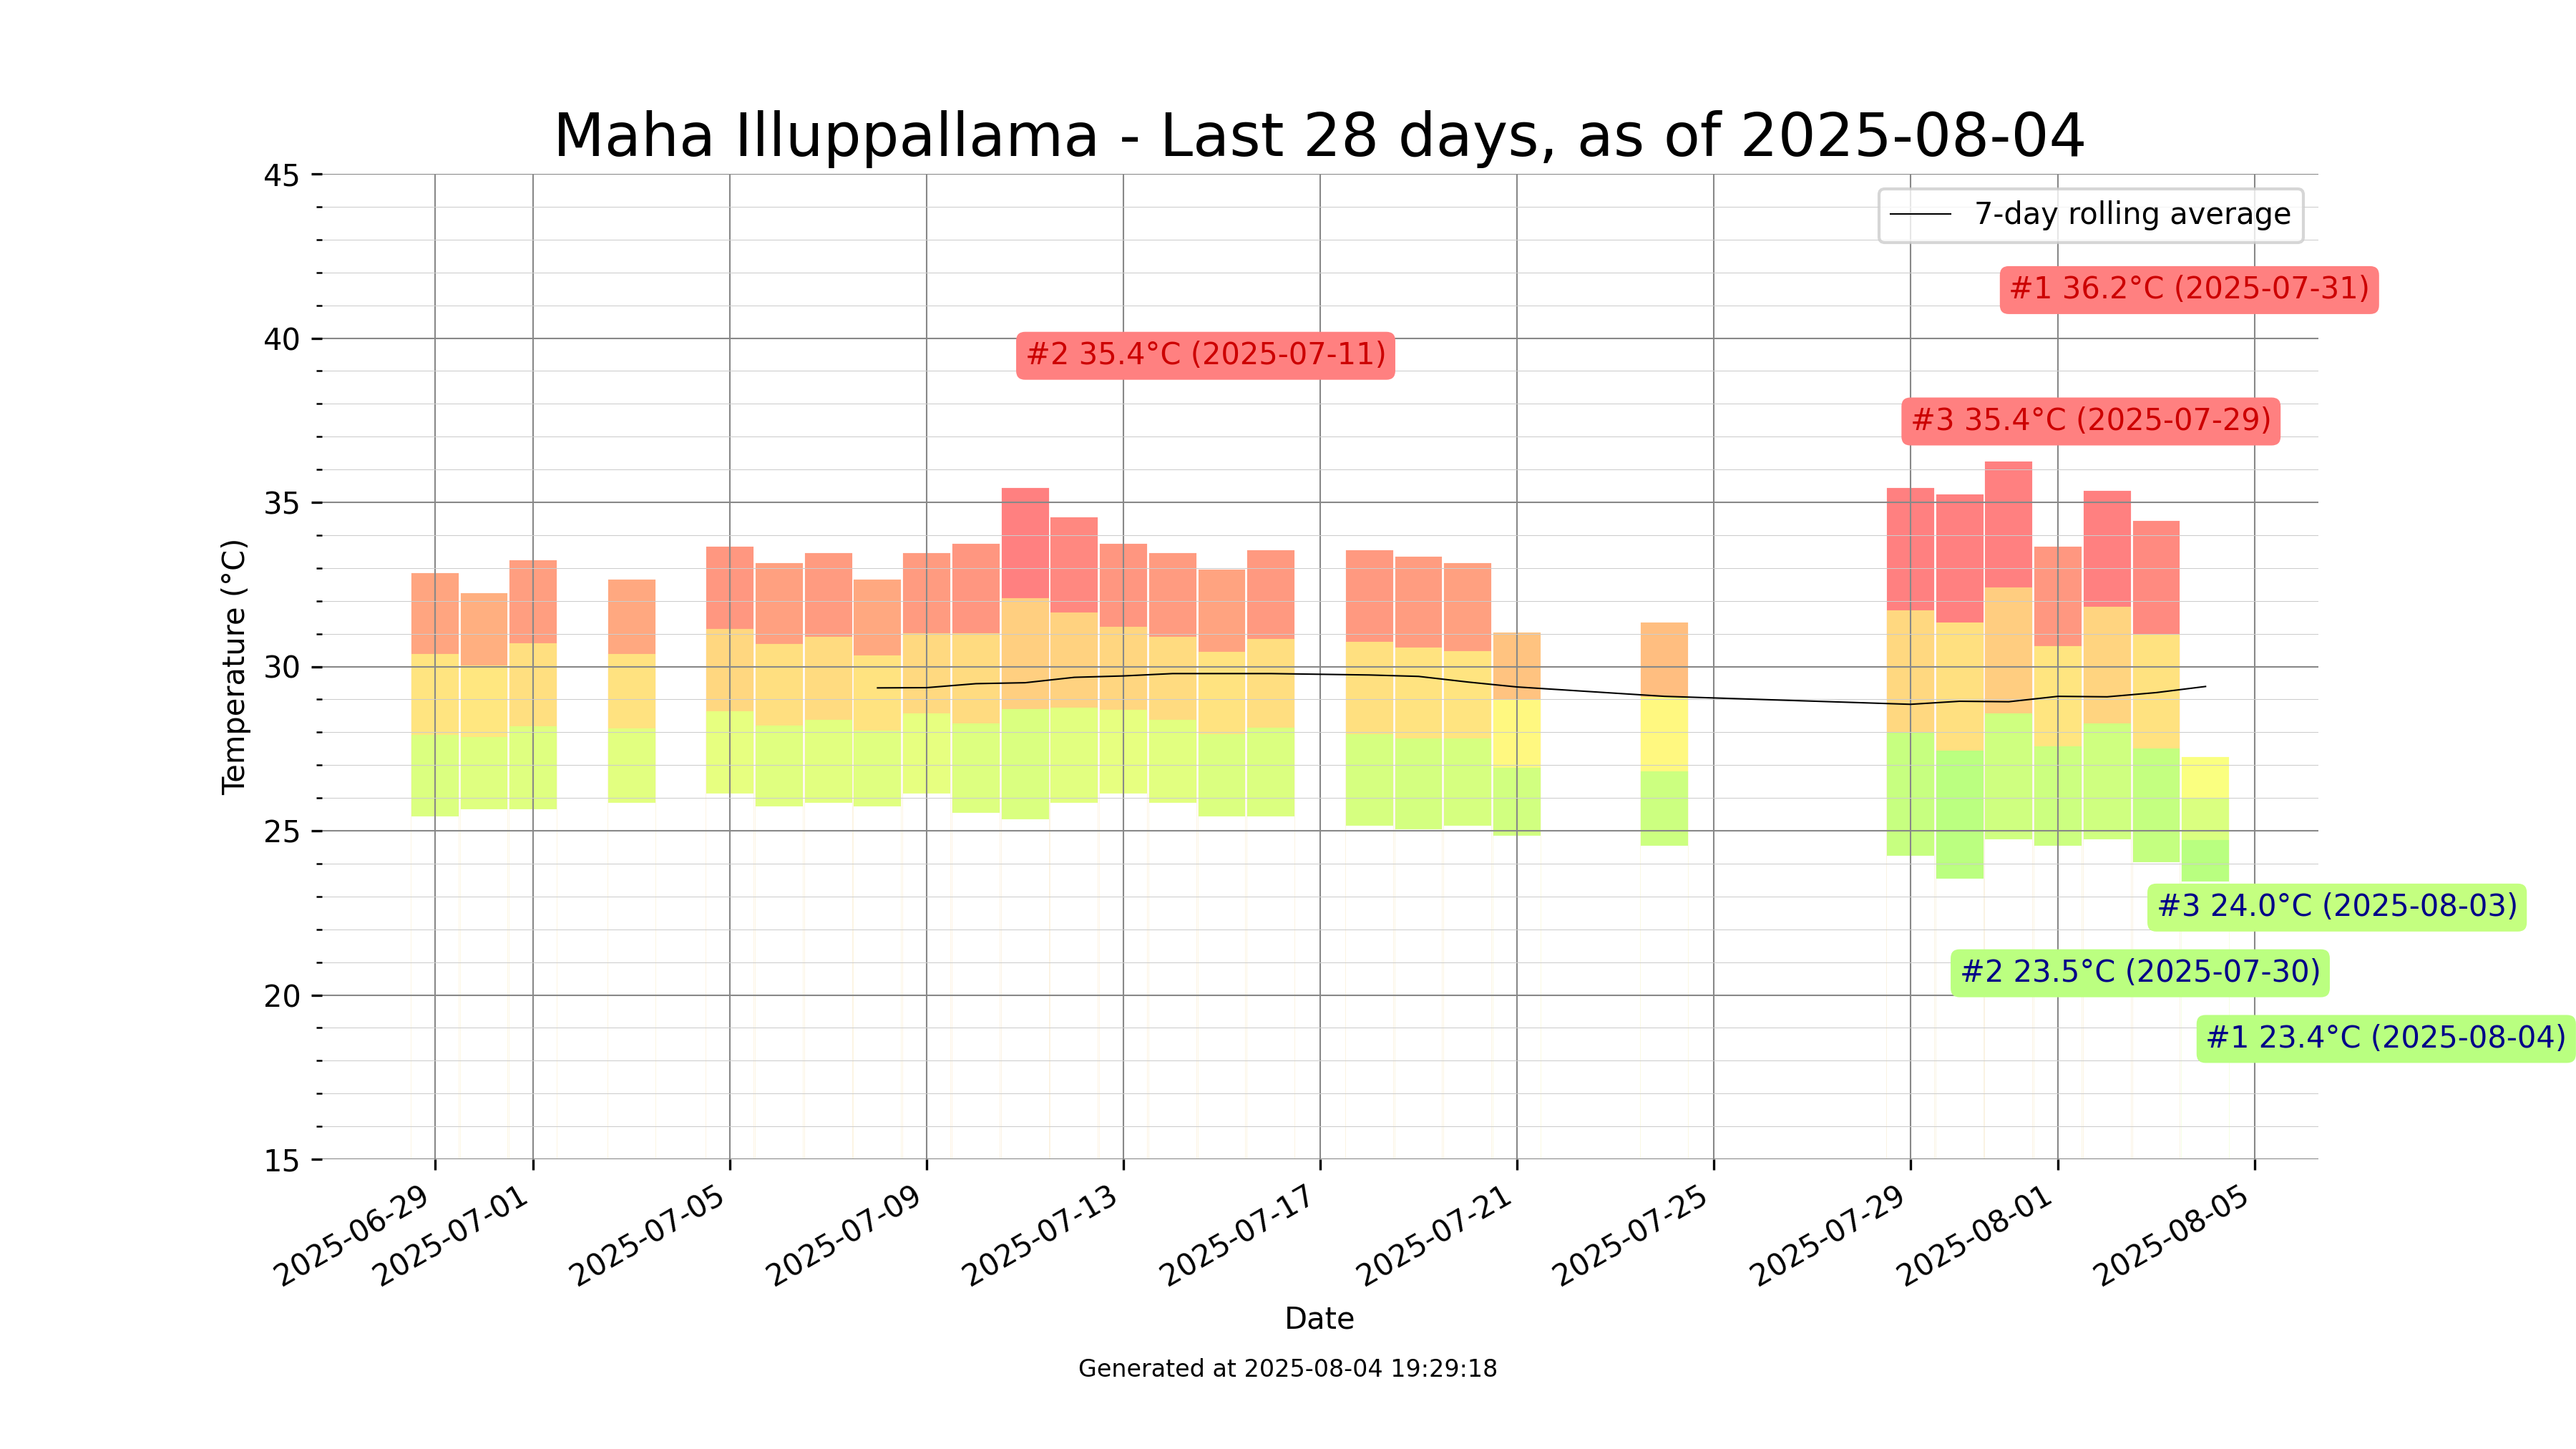 Maha Illuppallama - Last 28 days, as of 2025-08-04
7-day rolling average
#1 36.2°C (2025-07-31)
#2 35.4°C (2025-07-11)
#3 35.4°C (2025-07-29)
#3 24.0°C (2025-08-03)
#2 23.5°C (2025-07-30)
#1 23.4°C (2025-08-04)
Temperature (°C)
45
40
35
30
25
20
15
2025-06-29
2025-07-01
2025-07-05
2025-07-09
2025-07-13
2025-07-17
2025-07-21
2025-07-25
2025-07-29
2025-08-01
2025-08-05
Date
Generated at 2025-08-04 19:29:18